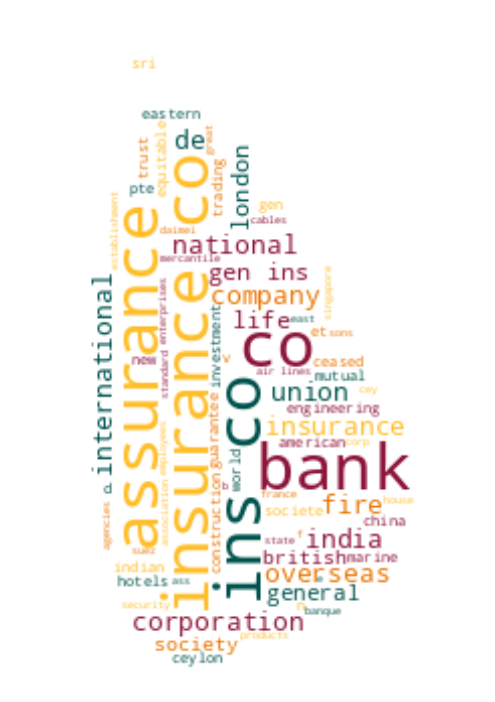 sri
eastern
de
great
equitable
trust
pte
trading
london
gen
cables
establishment
assurance co
daimei
national
mercantile
gen ins
singapore
company
international
insurance co
standard enterprises
investment
life
east
et
sons
new
v
co
ceased
air lines
mutual
union
cey
engineering
insurance
american
corp
guarantee
world
ins co
bank
association
employees
france
fire
house
societe
china
agencies
construction
state
f
india
suez
british
marine
indian
overseas
hotels
ass
general
security
banque
corporation
products
society
ceylon